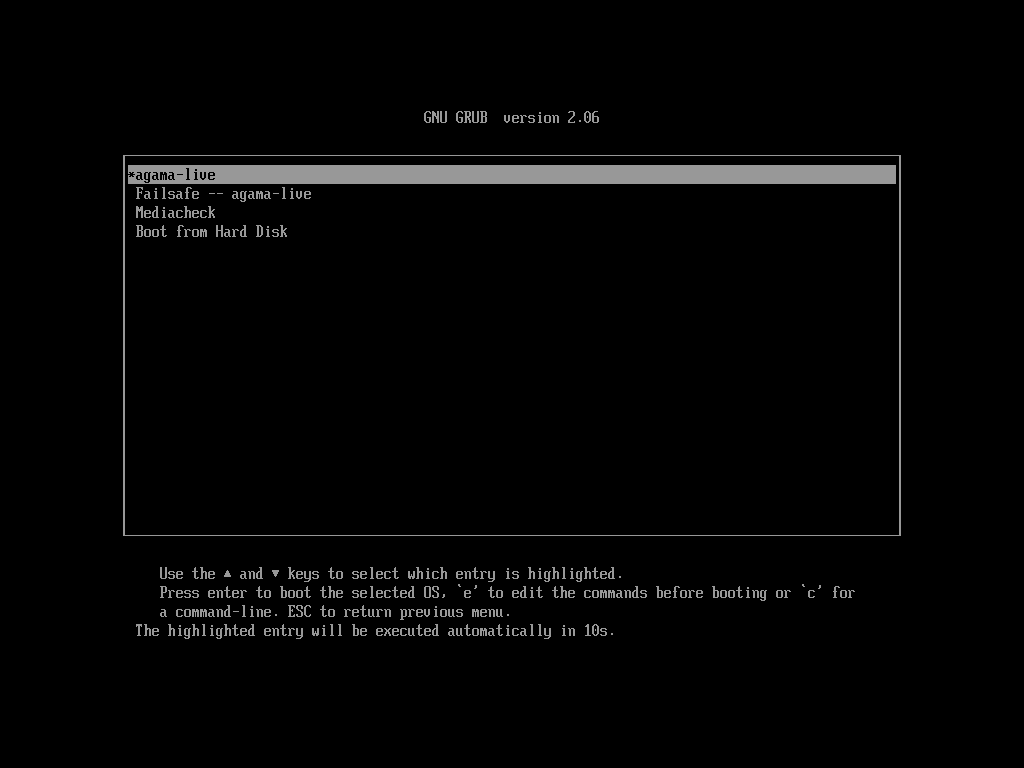 GNU GRUB  version 2.06
*agama-live
Failsafe -- agama-live
Mediacheck
Boot from Hard Disk
Use the ▲ and ▼ keys to select which entry is highlighted.
Press enter to boot the selected OS, `e' to edit the commands before booting or `c' for
a command-line. ESC to return previous menu.
The highlighted entry will be executed automatically in 10s.